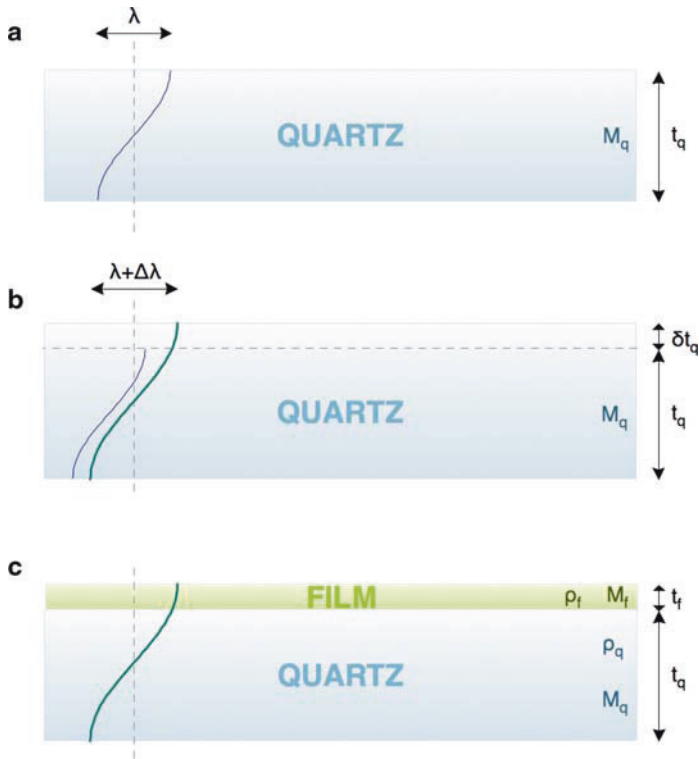 a
λ
QUARTZ
M_q
t_q
b
λ+Δλ
δt_q
QUARTZ
M_q
t_q
c
FILM
ρ_f
M_f
t_f
QUARTZ
ρ_q
M_q
t_q